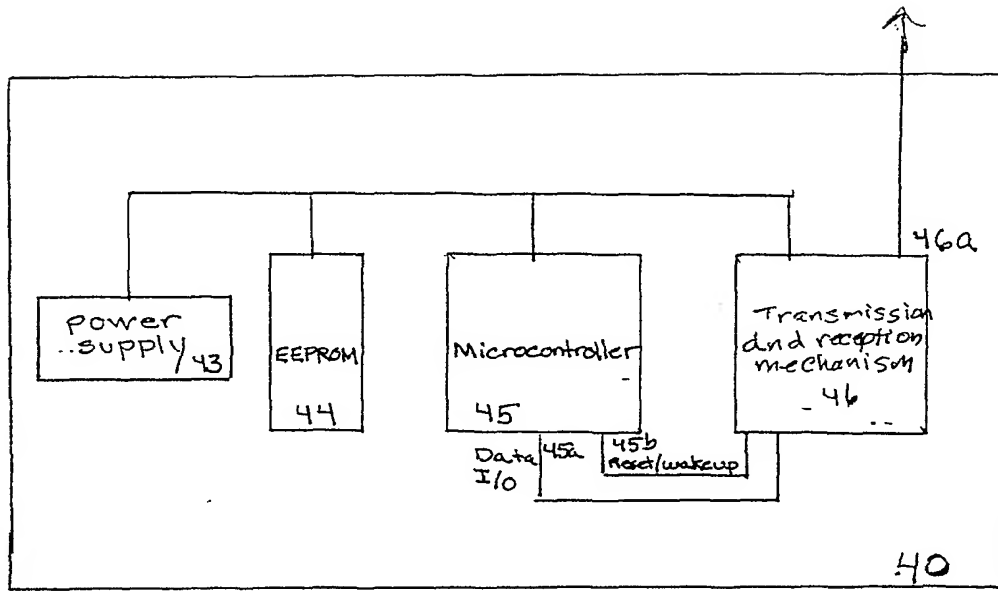 46a
power
supply
43
EEPROM
44
Microcontroller
45
Transmission
and reception
mechanism
46
Data
I/O
45a
45b
Reset/wakeup
40